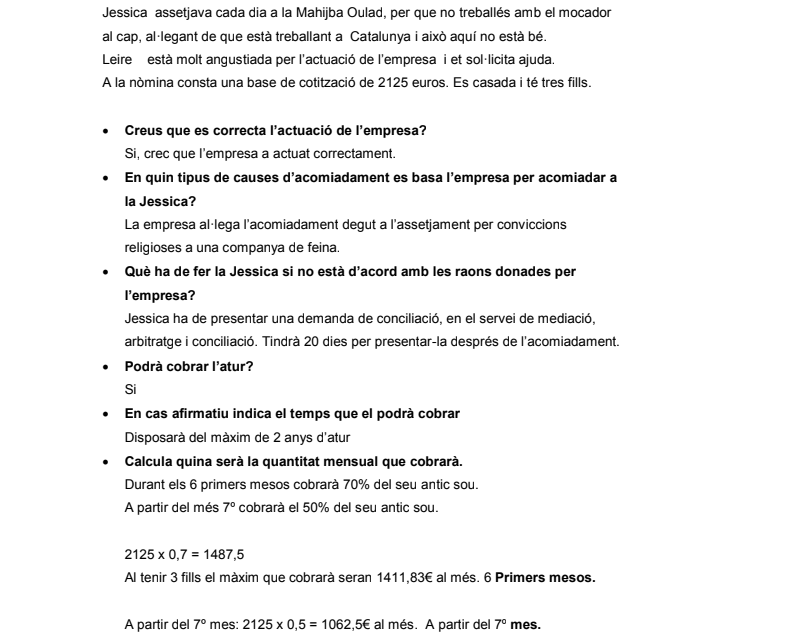 Jessica assetjava cada dia a la Mahijba Oulad, per que no treballés amb el mocador
al cap, al·legant de que està treballant a Catalunya i això aquí no està bé.
Leire està molt angustiada per l'actuació de l'empresa i et sol·licita ajuda.
A la nòmina consta una base de cotització de 2125 euros. Es casada i té tres fills.
• Creus que es correcta l'actuació de l'empresa?
Si, crec que l'empresa a actuat correctament.
• En quin tipus de causes d'acomiadament es basa l'empresa per acomiadar a
la Jessica?
La empresa al·lega l'acomiadament degut a l'assetjament per conviccions
religioses a una companya de feina.
• Què ha de fer la Jessica si no està d'acord amb les raons donades per
l'empresa?
Jessica ha de presentar una demanda de conciliació, en el servei de mediació,
arbitratge i conciliació. Tindrà 20 dies per presentar-la després de l'acomiadament.
• Podrà cobrar l'atur?
Si
• En cas afirmatiu indica el temps que el podrà cobrar
Disposarà del màxim de 2 anys d'atur
• Calcula quina serà la quantitat mensual que cobrarà.
Durant els 6 primers mesos cobrarà 70% del seu antic sou.
A partir del més 7º cobrarà el 50% del seu antic sou.
2125 x 0,7 = 1487,5
Al tenir 3 fills el màxim que cobrarà seran 1411,83€ al més. 6 Primers mesos.
A partir del 7º mes: 2125 x 0,5 = 1062,5€ al més. A partir del 7º mes.